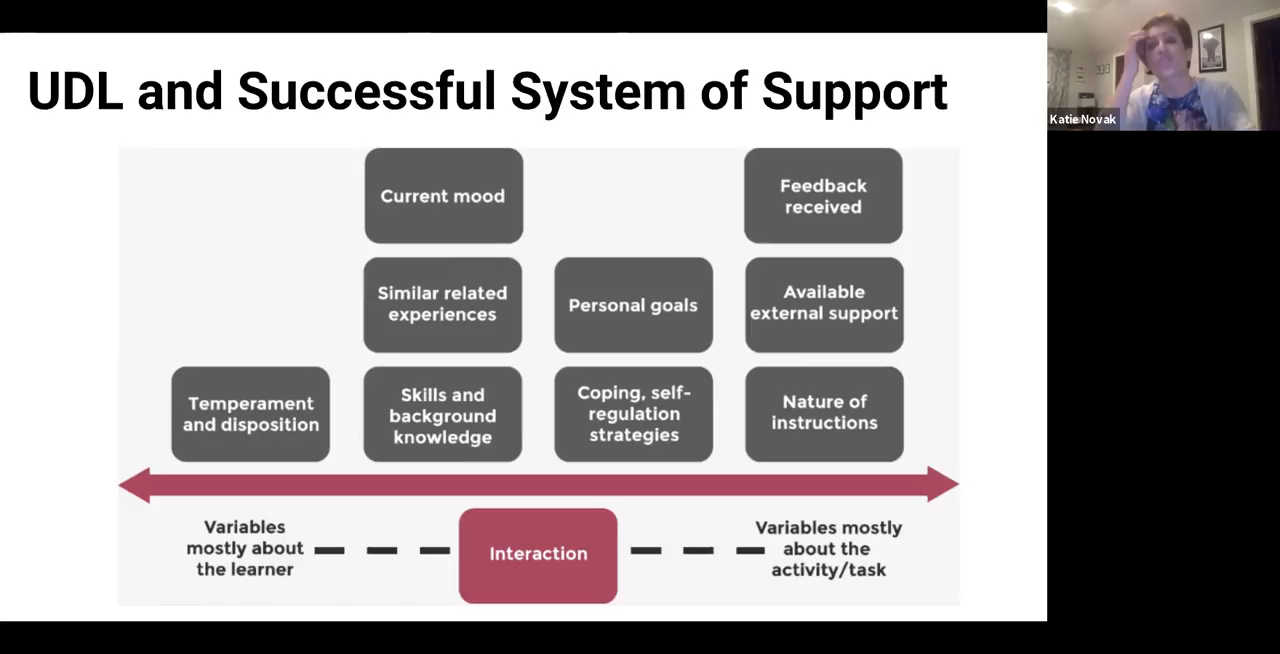 UDL and Successful System of Support
Katie Novak
Current mood
Feedback
received
Similar related
experiences
Personal goals
Available
external support
Temperament
and disposition
Skills and
background
knowledge
Coping, self-
regulation
strategies
Nature of
instructions
Variables
mostly about
the learner
Interaction
Variables mostly
about the
activity/task